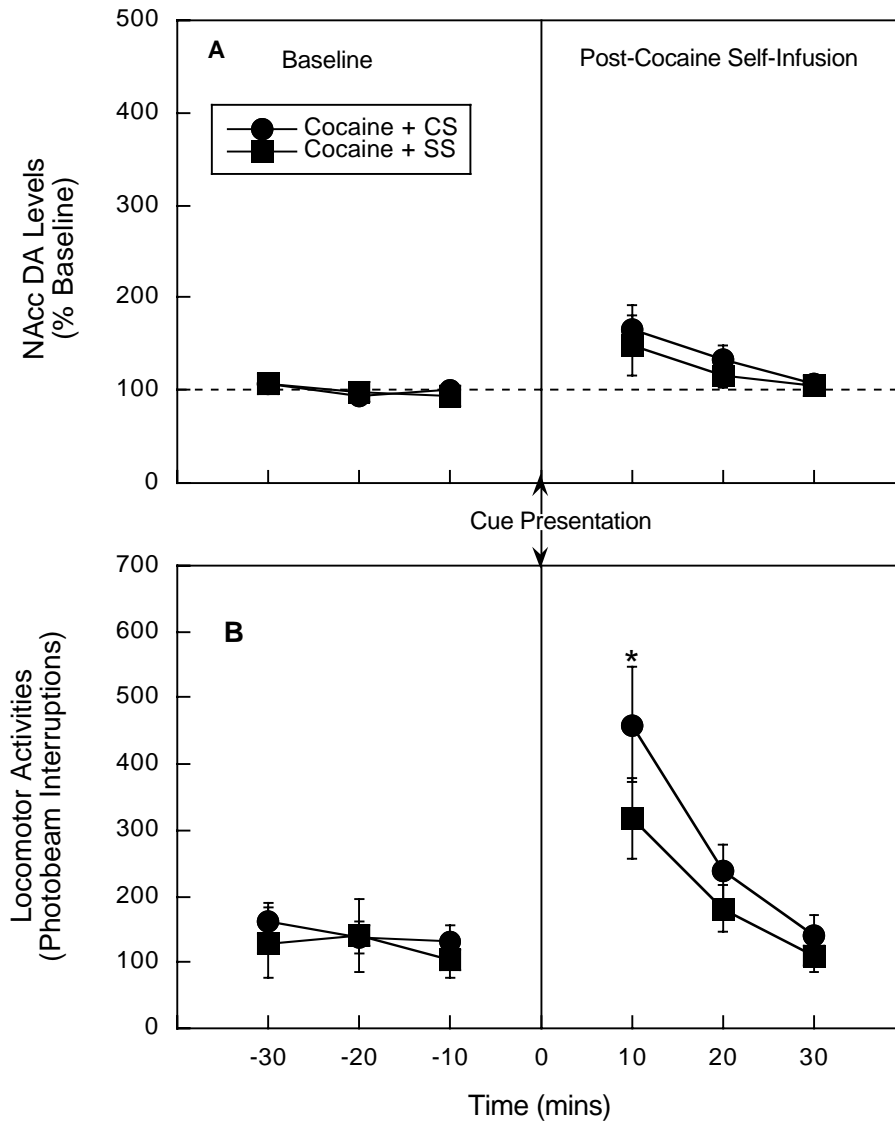 500
400
300
200
100
0
NAcc DA Levels
(% Baseline)
A
Baseline
Post-Cocaine Self-Infusion
Cocaine + CS
Cocaine + SS
Cue Presentation
700
600
500
400
300
200
100
0
Locomotor Activities
(Photobeam Interruptions)
B
*
-30 -20 -10 0 10 20 30
Time (mins)